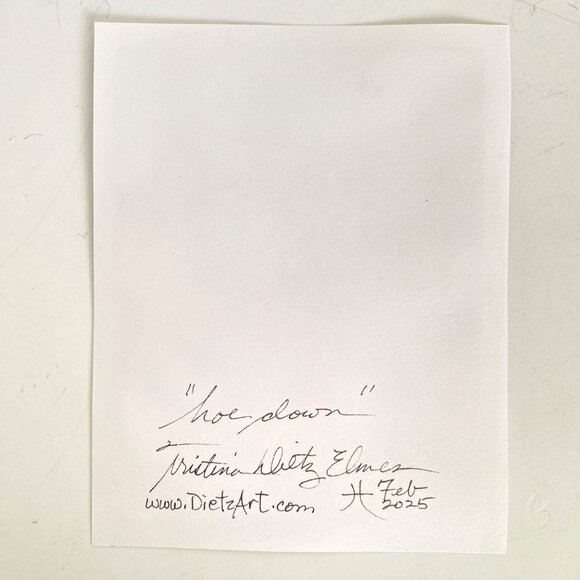 "hoe down"
Tristina Dietz Elmes
www.DietzArt.com
Feb
2025